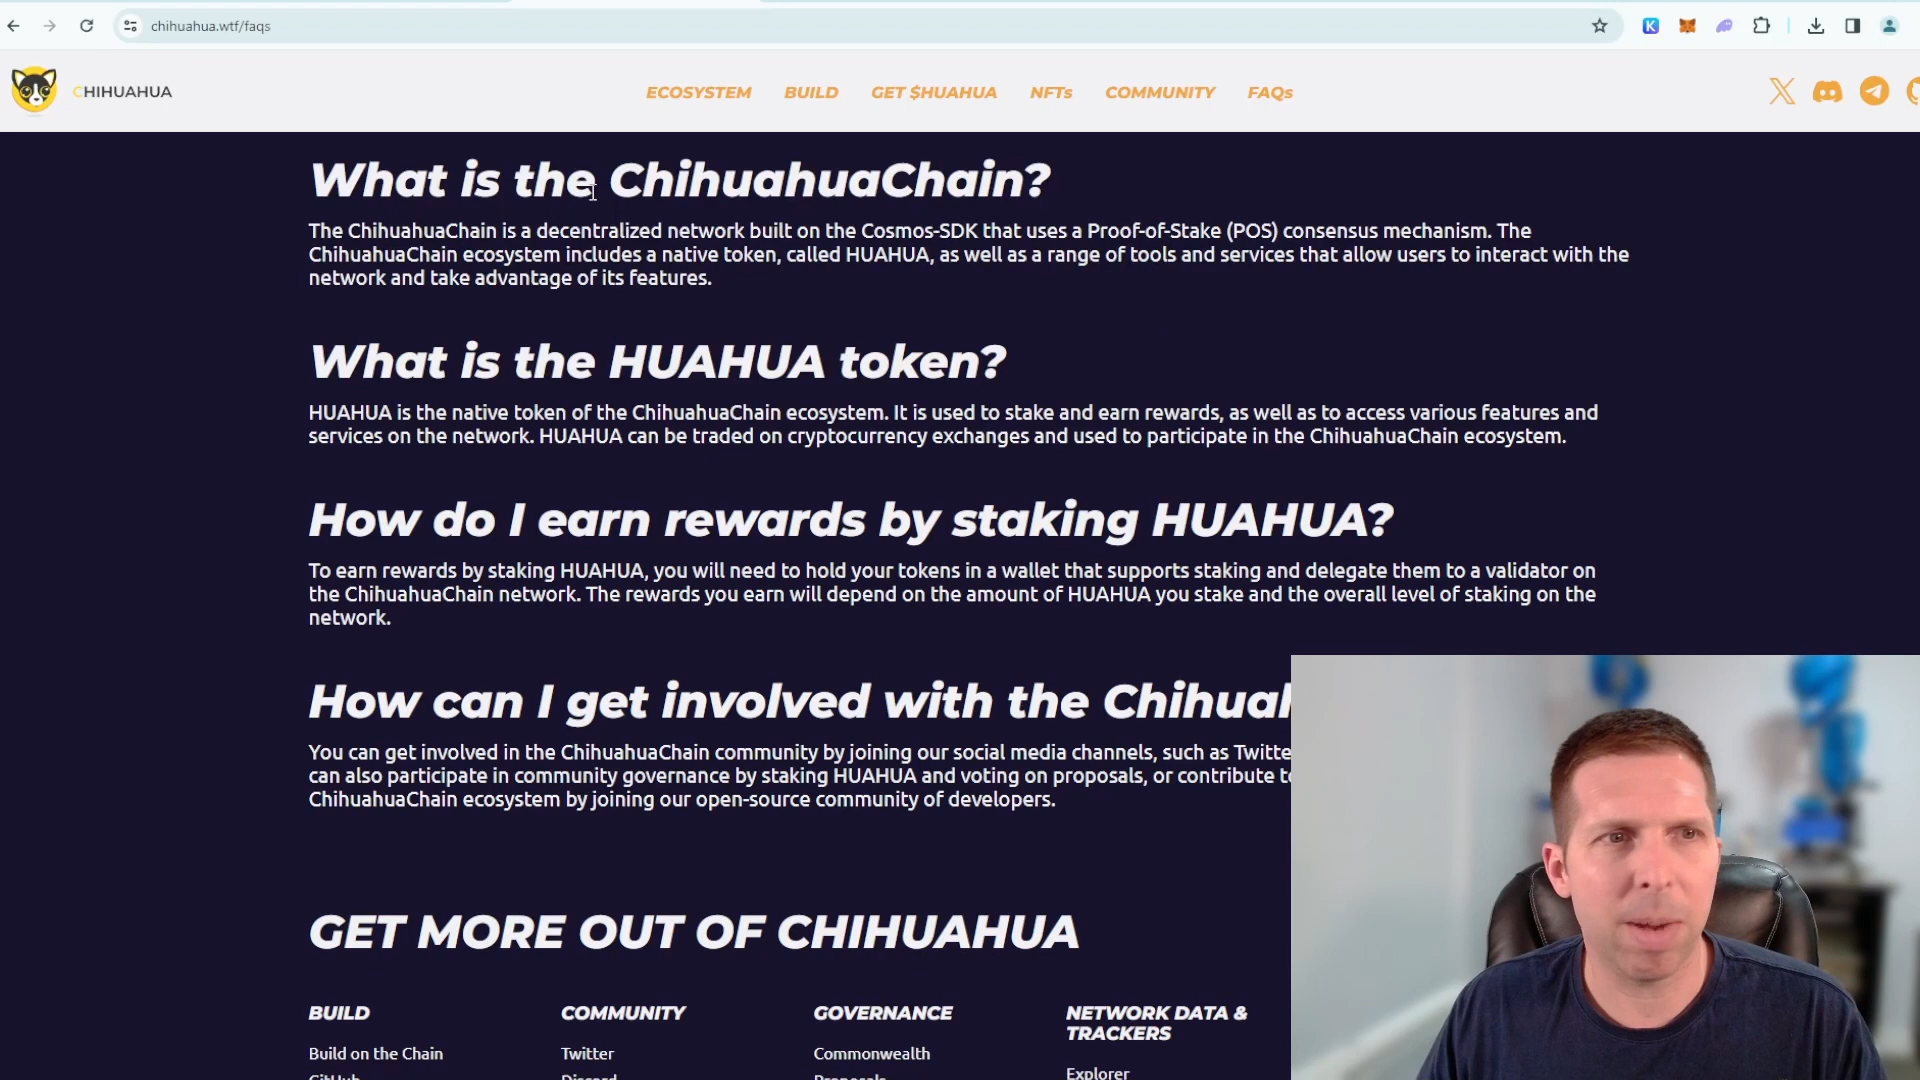 chihuahua.wtf/faqs
CHIHUAHUA
ECOSYSTEM BUILD GET $HUAHUA NFTs COMMUNITY FAQs
What is the ChihuahuaChain?
The ChihuahuaChain is a decentralized network built on the Cosmos-SDK that uses a Proof-of-Stake (POS) consensus mechanism. The
ChihuahuaChain ecosystem includes a native token, called HUAHUA, as well as a range of tools and services that allow users to interact with the
network and take advantage of its features.
What is the HUAHUA token?
HUAHUA is the native token of the ChihuahuaChain ecosystem. It is used to stake and earn rewards, as well as to access various features and
services on the network. HUAHUA can be traded on cryptocurrency exchanges and used to participate in the ChihuahuaChain ecosystem.
How do I earn rewards by staking HUAHUA?
To earn rewards by staking HUAHUA, you will need to hold your tokens in a wallet that supports staking and delegate them to a validator on
the ChihuahuaChain network. The rewards you earn will depend on the amount of HUAHUA you stake and the overall level of staking on the
network.
How can I get involved with the
You can get involved in the ChihuahuaChain community by joining our social media channels, such as
can also participate in community governance by staking HUAHUA and voting on proposals, or contribute
ChihuahuaChain ecosystem by joining our open-source community of developers.
GET MORE OUT OF CHIHUAHUA
BUILD COMMUNITY GOVERNANCE NETWORK DATA &
TRACKERS
Build on the Chain Twitter Commonwealth
Explorer